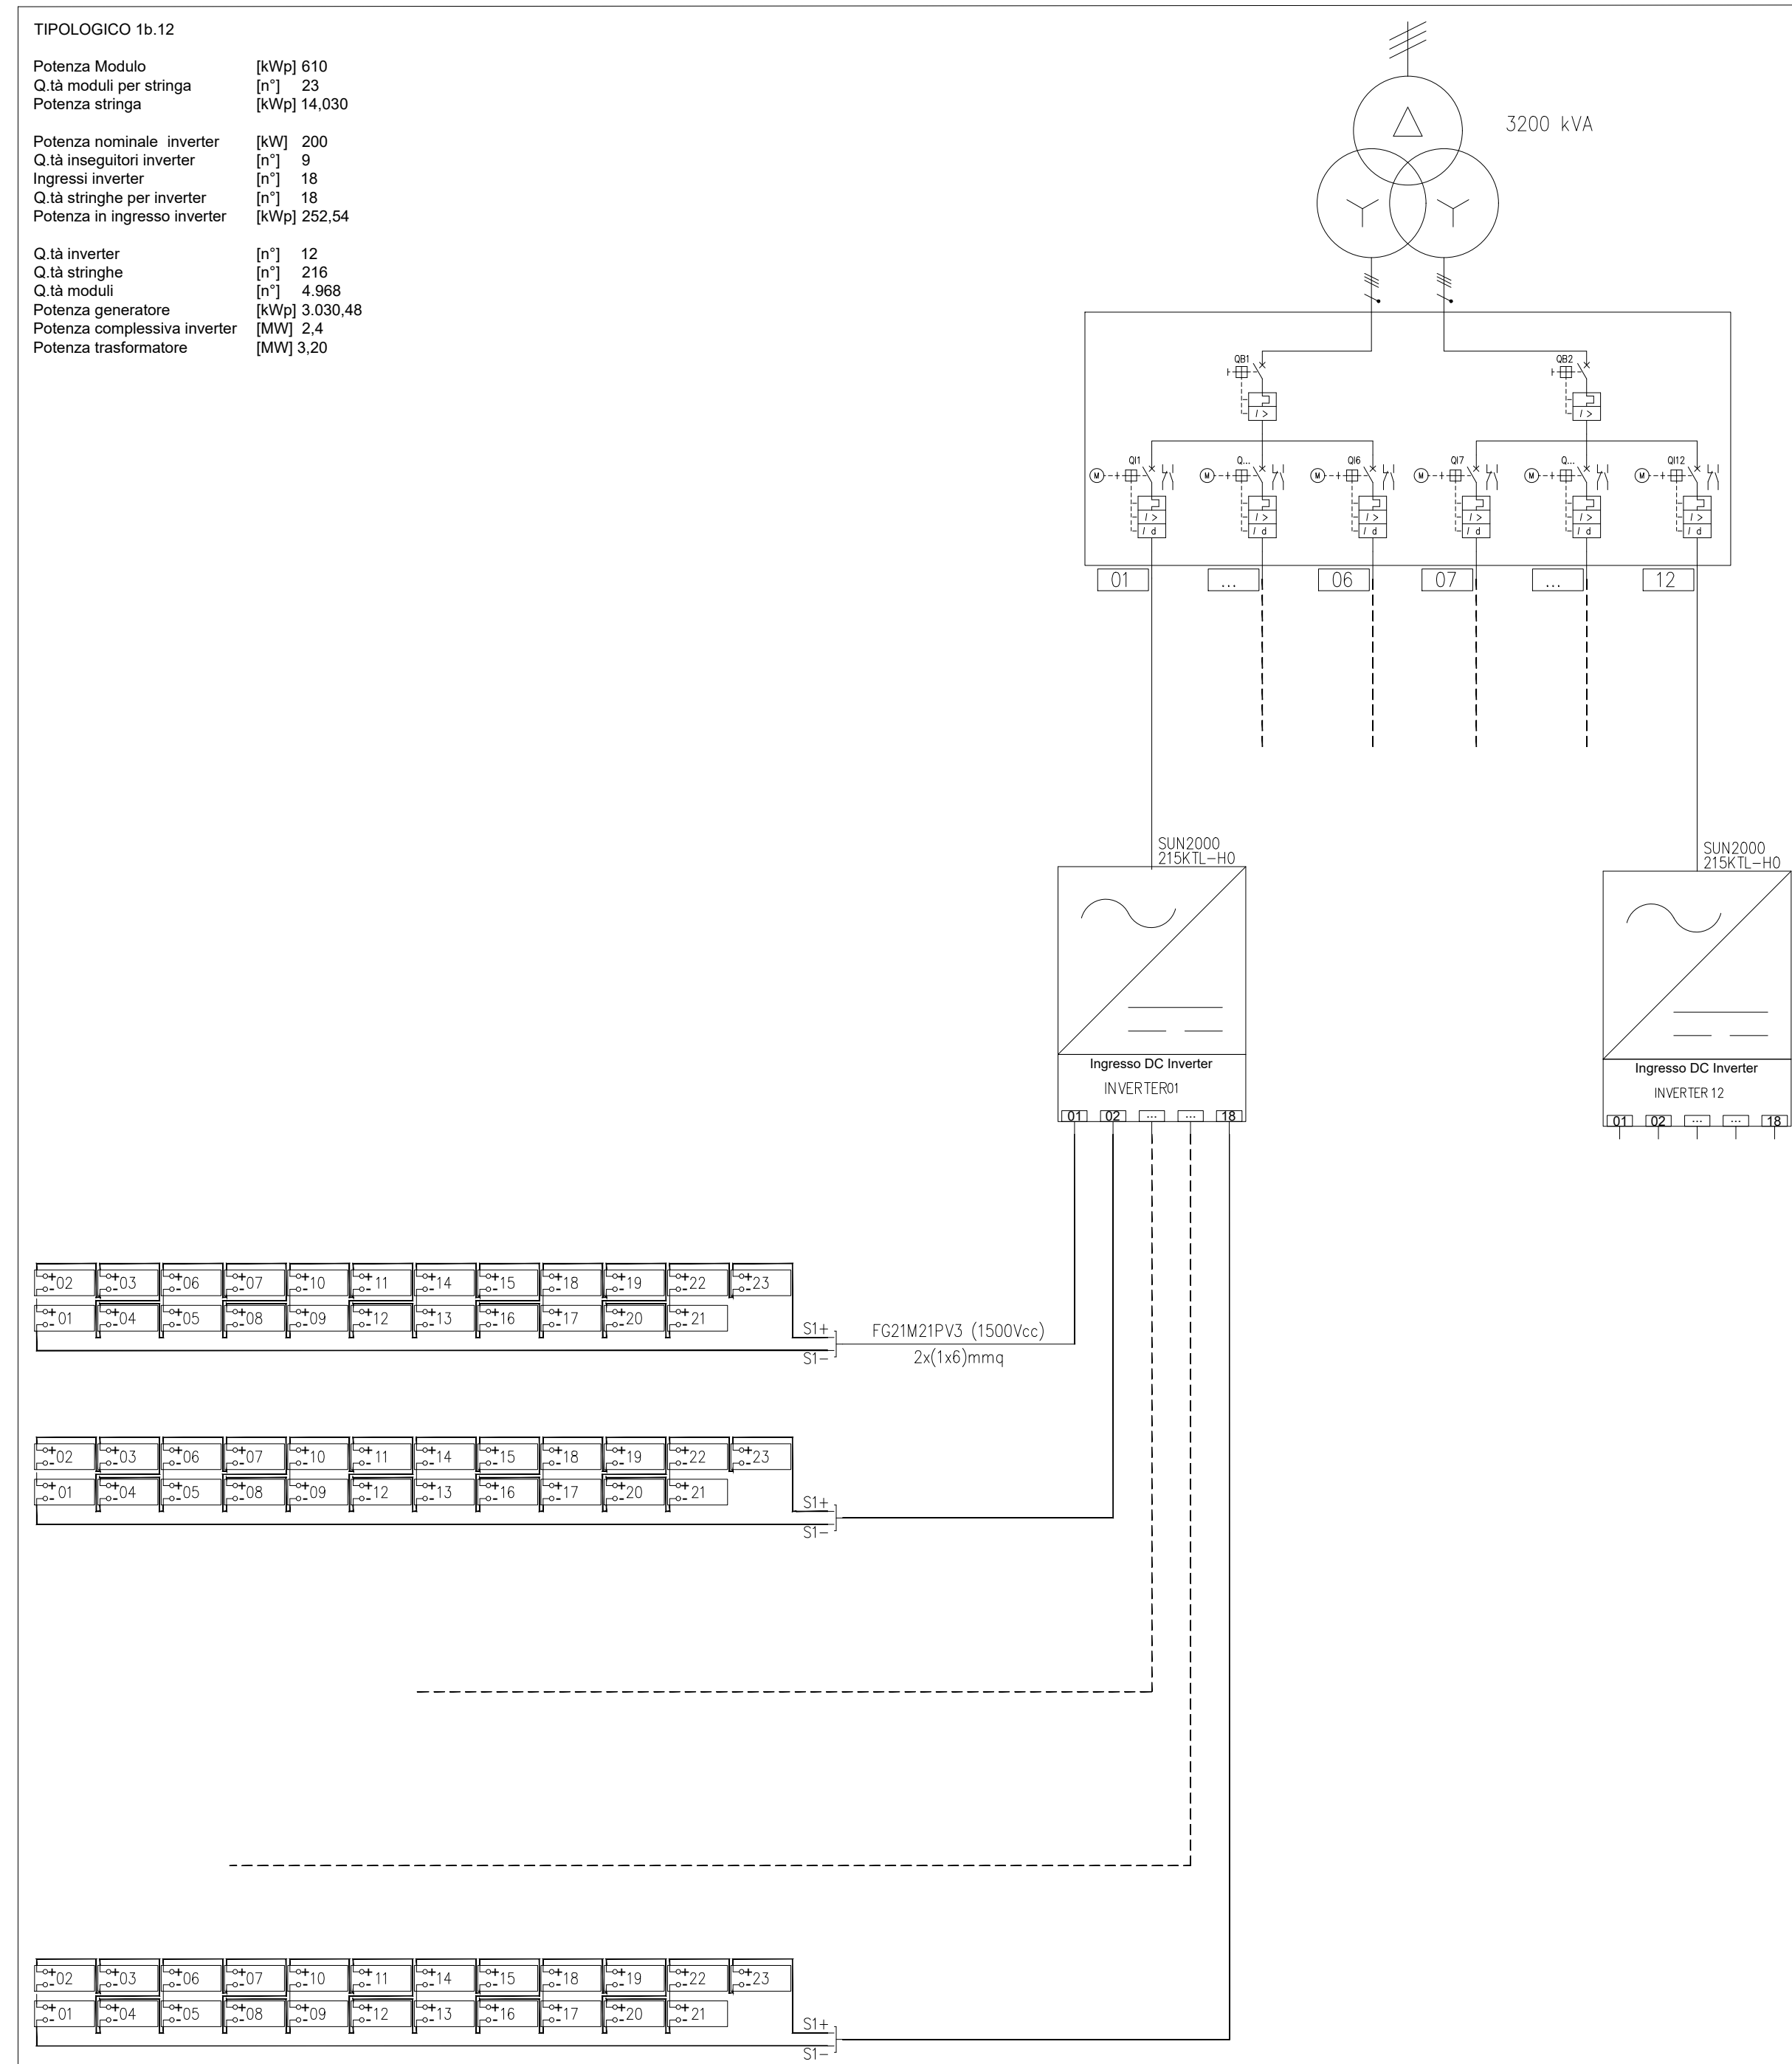 TIPOLOGICO 1b.12
Potenza Modulo [kWp] 610
Q.tà moduli per stringa [n°] 23
Potenza stringa [kWp] 14,030
Potenza nominale inverter [kW] 200
Q.tà inseguitori inverter [n°] 9
Ingressi inverter [n°] 18
Q.tà stringhe per inverter [n°] 18
Potenza in ingresso inverter [kWp] 252,54
Q.tà inverter [n°] 12
Q.tà stringhe [n°] 216
Q.tà moduli [n°] 4.968
Potenza generatore [kWp] 3.030,48
Potenza complessiva inverter [MW] 2,4
Potenza trasformatore [MW] 3,20
3200 kVA
QB1 QB2
I > I >
QI1 Q... QI6 QI7 Q... QI12
M M M M M M
I > I > I > I > I > I >
I d I d I d I d I d I d
01 ... 06 07 ... 12
SUN2000
215KTL-H0
SUN2000
215KTL-H0
Ingresso DC Inverter
INVERTER01
01 02 ... ... 18
Ingresso DC Inverter
INVERTER 12
01 02 ... ... 18
+ - 02 + - 03 + - 06 + - 07 + - 10 + - 11 + - 14 + - 15 + - 18 + - 19 + - 22 + - 23
+ - 01 + - 04 + - 05 + - 08 + - 09 + - 12 + - 13 + - 16 + - 17 + - 20 + - 21
S1+
S1-
FG21M21PV3 (1500Vcc)
2x(1x6)mmq
+ - 02 + - 03 + - 06 + - 07 + - 10 + - 11 + - 14 + - 15 + - 18 + - 19 + - 22 + - 23
+ - 01 + - 04 + - 05 + - 08 + - 09 + - 12 + - 13 + - 16 + - 17 + - 20 + - 21
S1+
S1-
+ - 02 + - 03 + - 06 + - 07 + - 10 + - 11 + - 14 + - 15 + - 18 + - 19 + - 22 + - 23
+ - 01 + - 04 + - 05 + - 08 + - 09 + - 12 + - 13 + - 16 + - 17 + - 20 + - 21
S1+
S1-